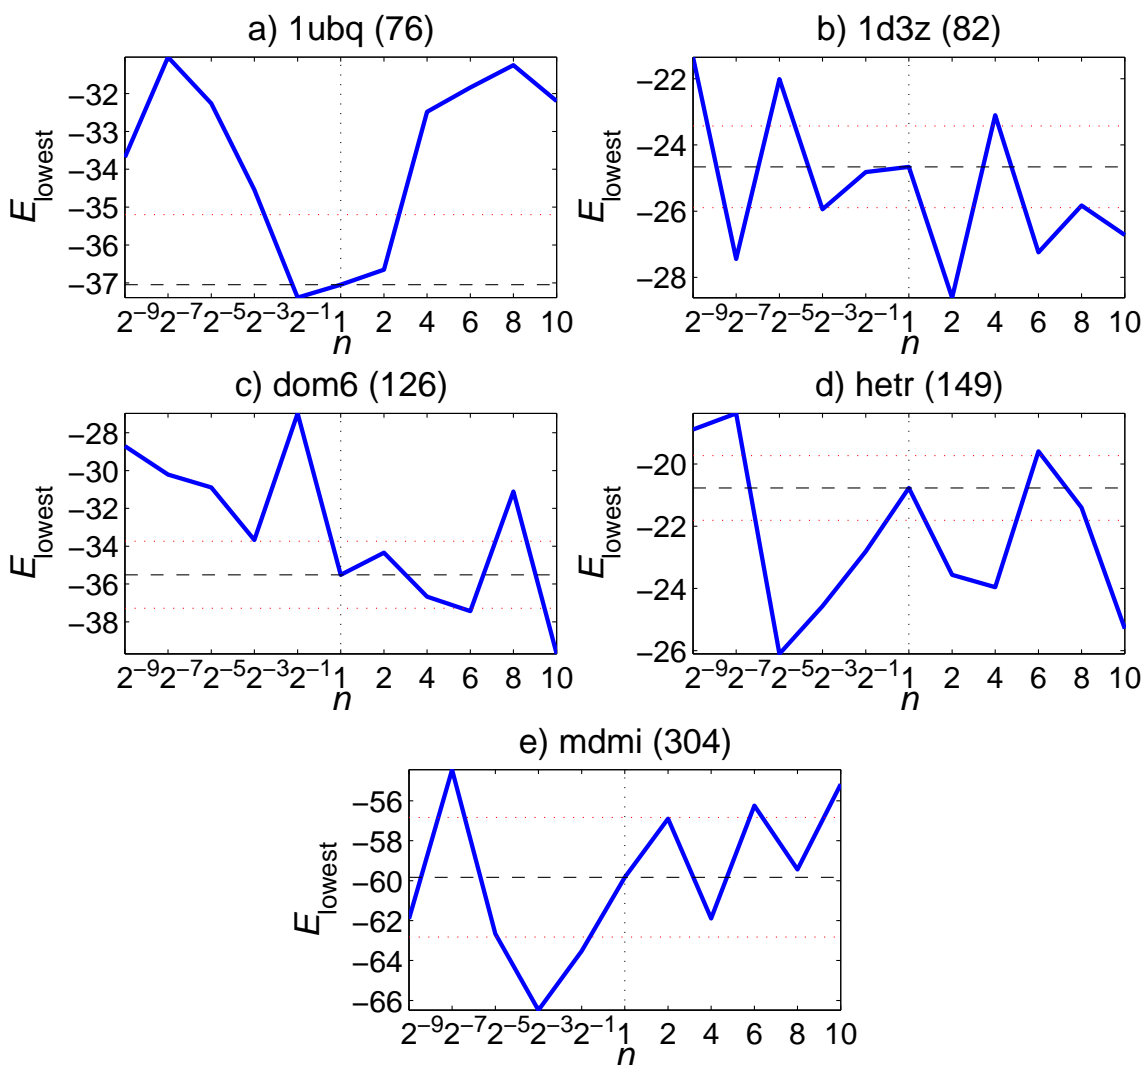 a) 1ubq (76)
−32
−33
−34
−35
−36
−37
E_lowest
2^−9 2^−7 2^−5 2^−3 2^−1 1 2 4 6 8 10
n
b) 1d3z (82)
−22
−24
−26
−28
E_lowest
2^−9 2^−7 2^−5 2^−3 2^−1 1 2 4 6 8 10
n
c) dom6 (126)
−28
−30
−32
−34
−36
−38
E_lowest
2^−9 2^−7 2^−5 2^−3 2^−1 1 2 4 6 8 10
n
d) hetr (149)
−20
−22
−24
−26
E_lowest
2^−9 2^−7 2^−5 2^−3 2^−1 1 2 4 6 8 10
n
e) mdmi (304)
−56
−58
−60
−62
−64
−66
E_lowest
2^−9 2^−7 2^−5 2^−3 2^−1 1 2 4 6 8 10
n